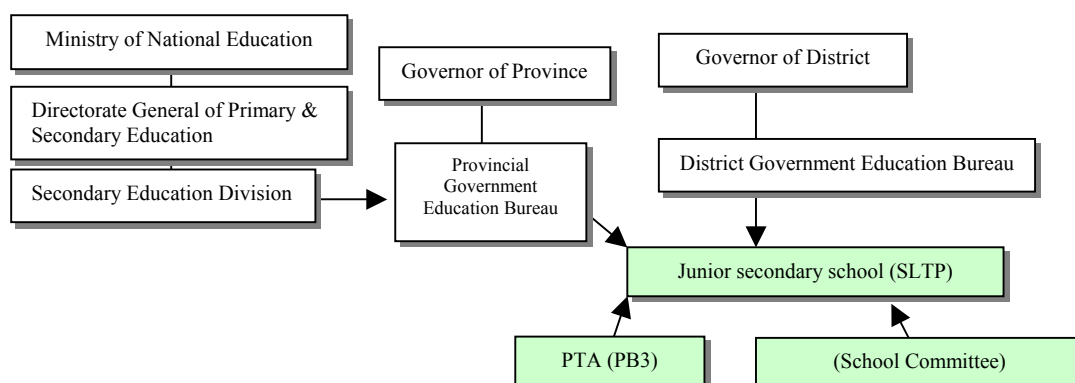 Ministry of National Education
Governor of Province
Governor of District
Directorate General of Primary &
Secondary Education
Secondary Education Division
Provincial
Government
Education Bureau
District Government Education Bureau
Junior secondary school (SLTP)
PTA (PB3)
(School Committee)